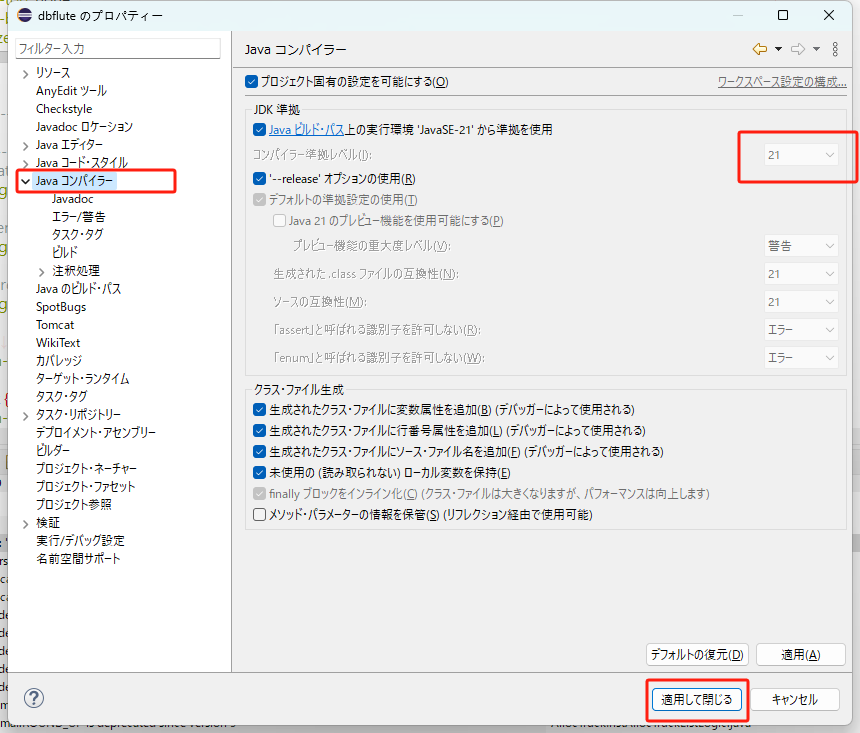 dbflute のプロパティー
フィルター入力
リソース
AnyEdit ツール
Checkstyle
Javadoc ロケーション
Java エディター
Java コード・スタイル
Java コンパイラー
Javadoc
エラー/警告
タスク・タグ
ビルド
注釈処理
Java のビルド・パス
SpotBugs
Tomcat
WikiText
カバレッジ
ターゲット・ランタイム
タスク・タグ
タスク・リポジトリー
デプロイメント・アセンブリー
ビルダー
プロジェクト・ネーチャー
プロジェクト・ファセット
プロジェクト参照
検証
実行/デバッグ設定
名前空間サポート
Java コンパイラー
プロジェクト固有の設定を可能にする(O) ワークスペース設定の構成...
JDK 準拠
Java ビルド・パス上の実行環境 'JavaSE-21' から準拠を使用
コンパイラー準拠レベル(J): 21
'--release' オプションの使用(R)
デフォルトの準拠設定の使用(T)
Java 21 のプレビュー機能を使用可能にする(P)
プレビュー機能の重大度レベル(V): 警告
生成された .class ファイルの互換性(N): 21
ソースの互換性(M): 21
「assert」と呼ばれる識別子を許可しない(R): エラー
「enum」と呼ばれる識別子を許可しない(W): エラー
クラス・ファイル生成
生成されたクラス・ファイルに変数属性を追加(B) (デバッガーによって使用される)
生成されたクラス・ファイルに行番号属性を追加(L) (デバッガーによって使用される)
生成されたクラス・ファイルにソース・ファイル名を追加(F) (デバッガーによって使用される)
未使用の (読み取られない) ローカル変数を保持(E)
finally ブロックをインライン化(C) (クラス・ファイルは大きくなりますが、パフォーマンスは向上します)
メソッド・パラメーターの情報を保管(S) (リフレクション経由で使用可能)
デフォルトの復元(D) 適用(A)
? 適用して閉じる キャンセル